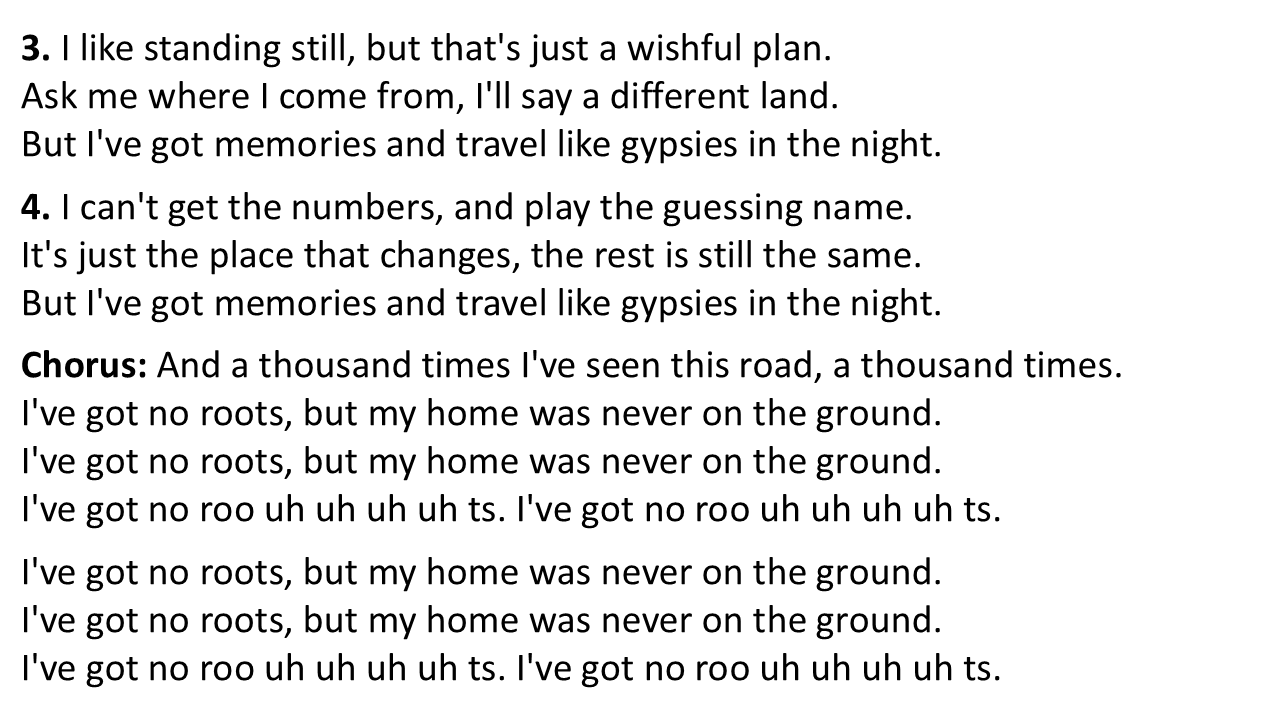 3. I like standing still, but that's just a wishful plan.
Ask me where I come from, I'll say a different land.
But I've got memories and travel like gypsies in the night.
4. I can't get the numbers, and play the guessing name.
It's just the place that changes, the rest is still the same.
But I've got memories and travel like gypsies in the night.
Chorus: And a thousand times I've seen this road, a thousand times.
I've got no roots, but my home was never on the ground.
I've got no roots, but my home was never on the ground.
I've got no roo uh uh uh uh ts. I've got no roo uh uh uh uh ts.
I've got no roots, but my home was never on the ground.
I've got no roots, but my home was never on the ground.
I've got no roo uh uh uh uh ts. I've got no roo uh uh uh uh ts.